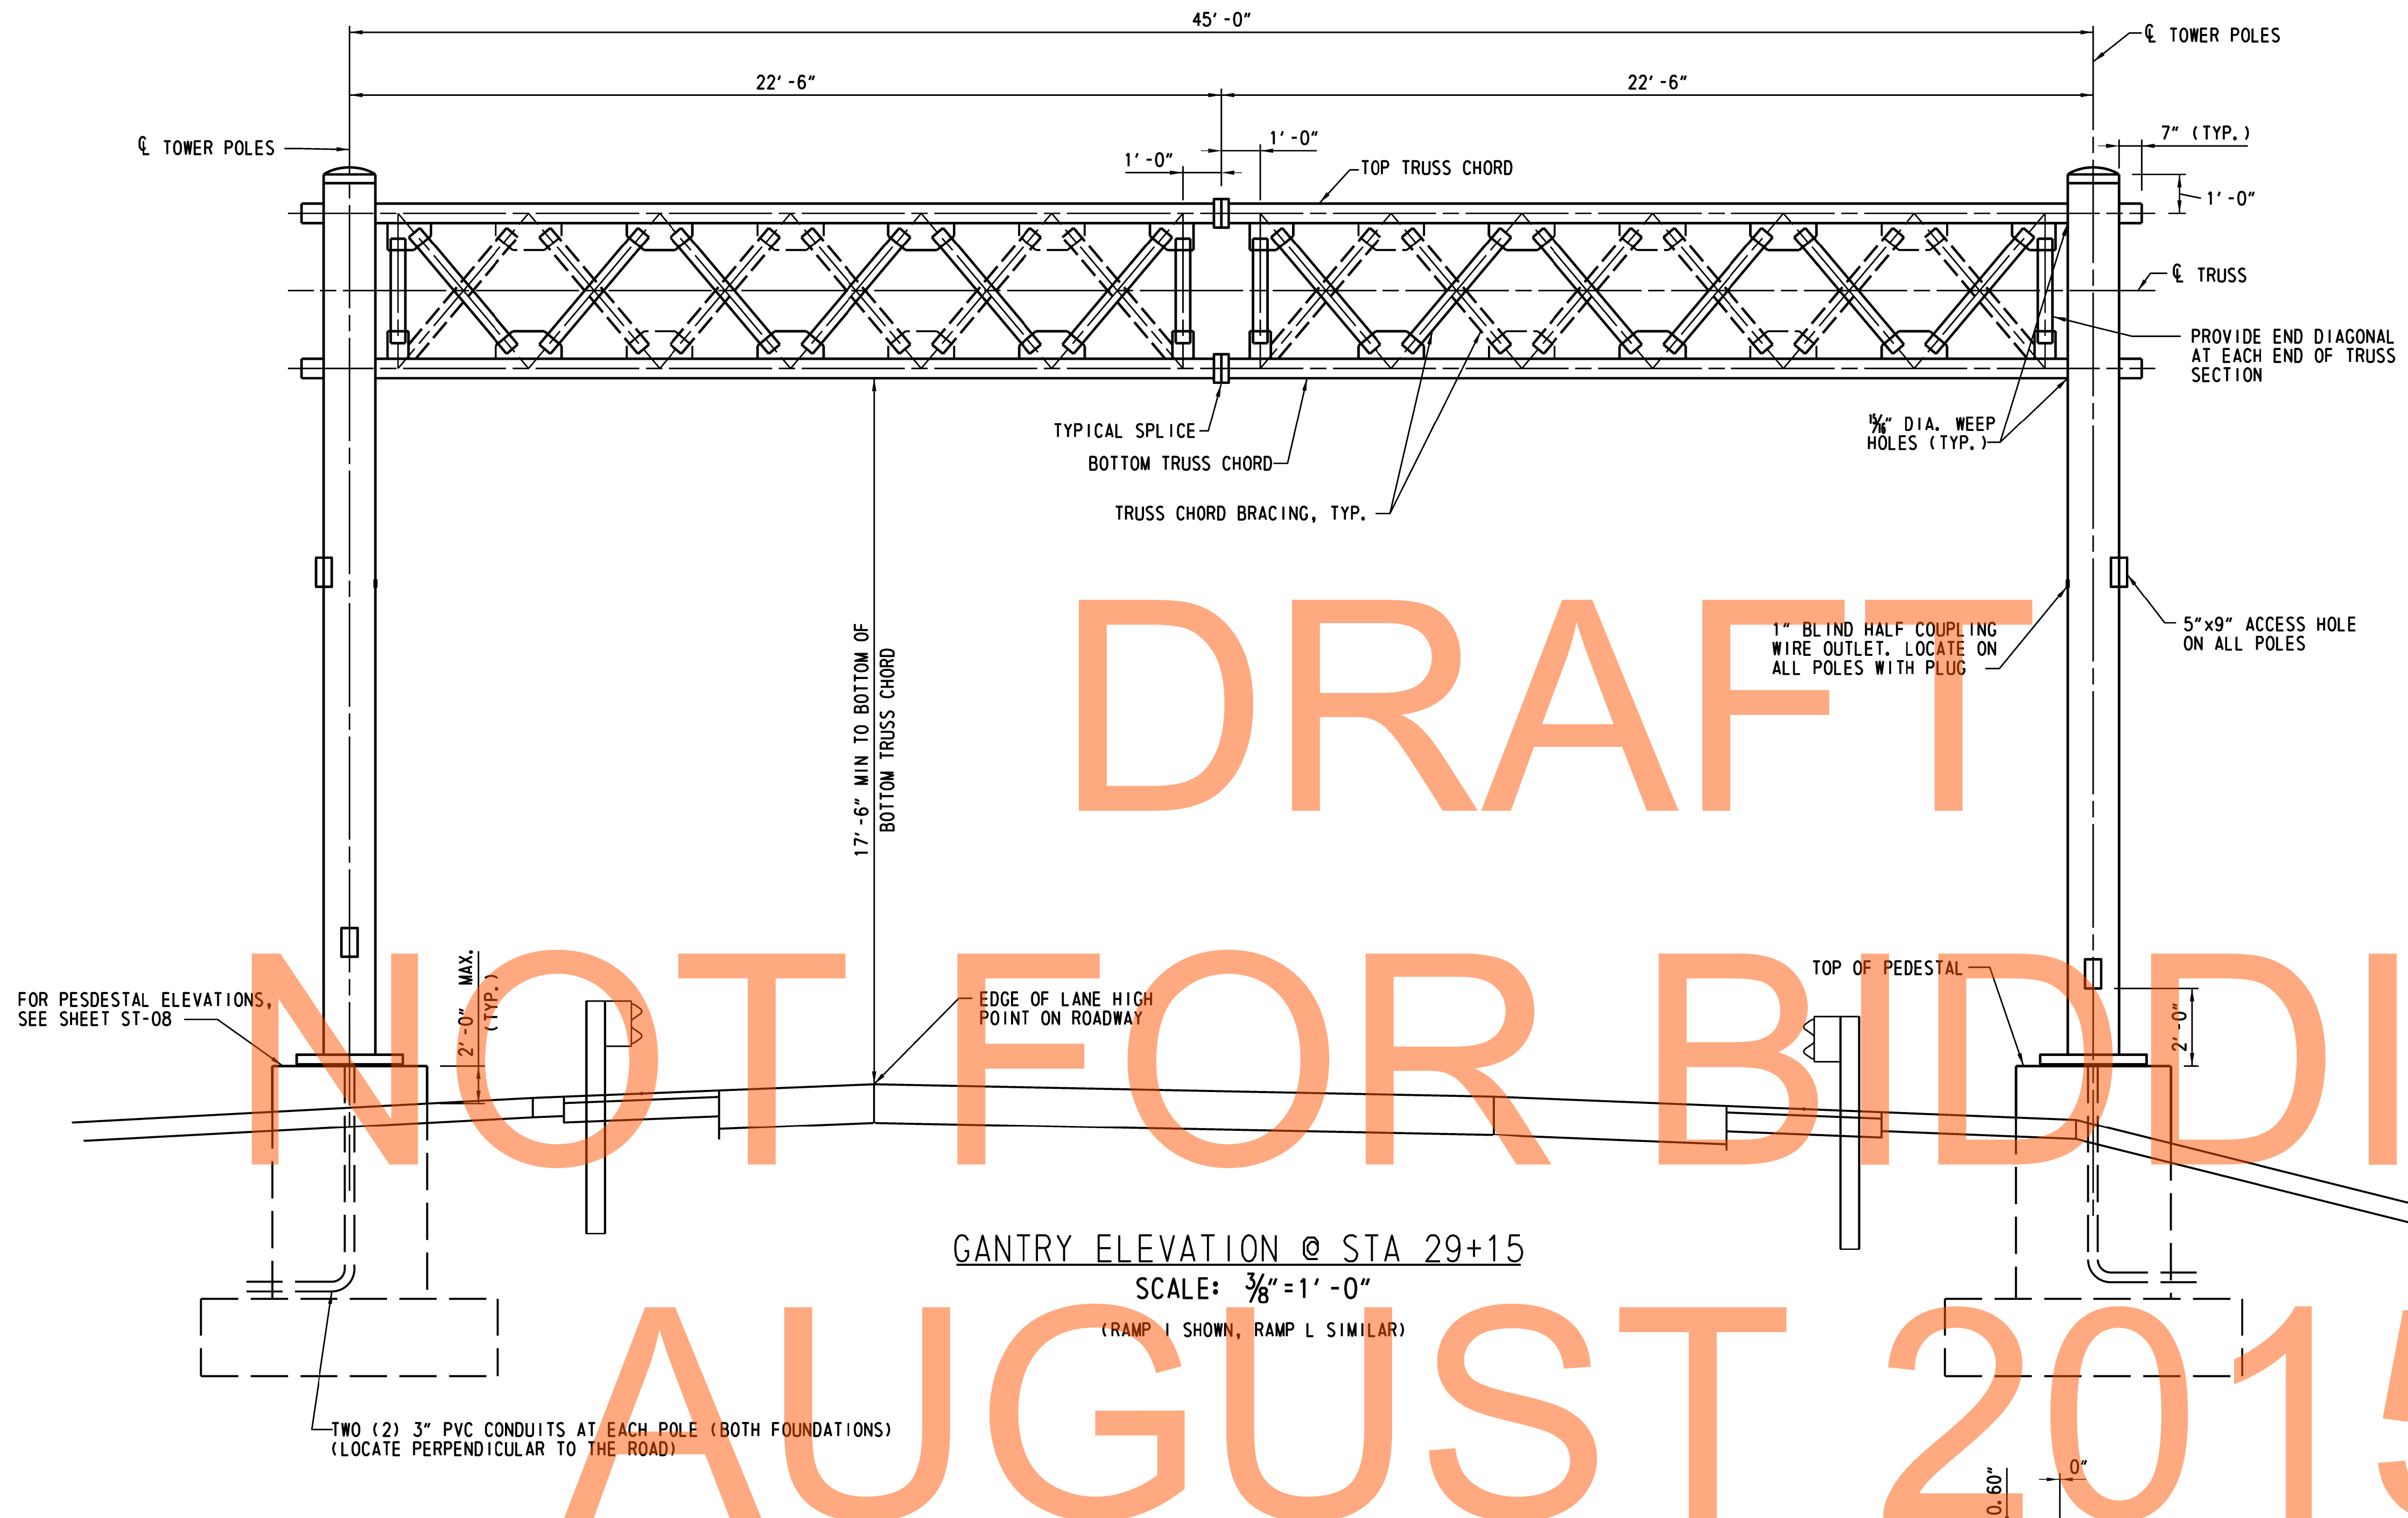 45'-0"
℄ TOWER POLES
22'-6"
22'-6"
℄ TOWER POLES
1'-0"
1'-0"
7" (TYP.)
TOP TRUSS CHORD
1'-0"
℄ TRUSS
PROVIDE END DIAGONAL
AT EACH END OF TRUSS
SECTION
TYPICAL SPLICE
BOTTOM TRUSS CHORD
15/16" DIA. WEEP
HOLES (TYP.)
TRUSS CHORD BRACING, TYP.
17'-6" MIN TO BOTTOM OF
BOTTOM TRUSS CHORD
DRAFT
1" BLIND HALF COUPLING
WIRE OUTLET. LOCATE ON
ALL POLES WITH PLUG
5"x9" ACCESS HOLE
ON ALL POLES
FOR PESDESTAL ELEVATIONS,
SEE SHEET ST-08
2'-0" MAX.
(TYP.)
EDGE OF LANE HIGH
POINT ON ROADWAY
TOP OF PEDESTAL
2'-0"
NOT FOR BIDDI
GANTRY ELEVATION @ STA 29+15
SCALE: 3/8"=1'-0"
(RAMP I SHOWN, RAMP L SIMILAR)
AUGUST 2015
TWO (2) 3" PVC CONDUITS AT EACH POLE (BOTH FOUNDATIONS)
(LOCATE PERPENDICULAR TO THE ROAD)
0.60"
0"